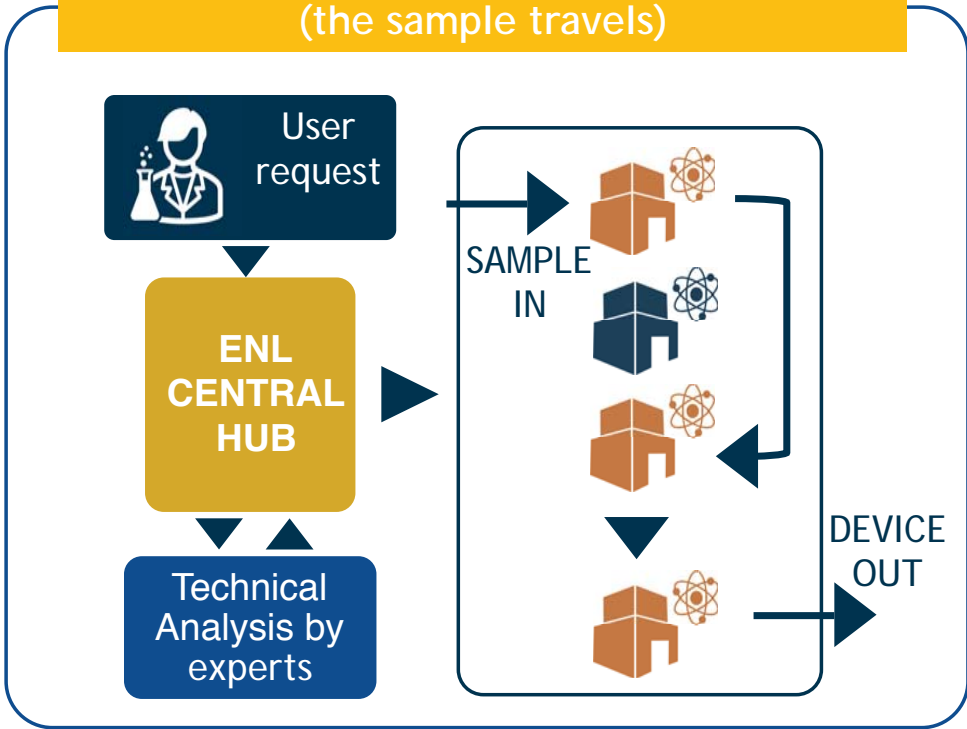 (the sample travels)
User
request
SAMPLE
IN
ENL
CENTRAL
HUB
Technical
Analysis by
experts
DEVICE
OUT